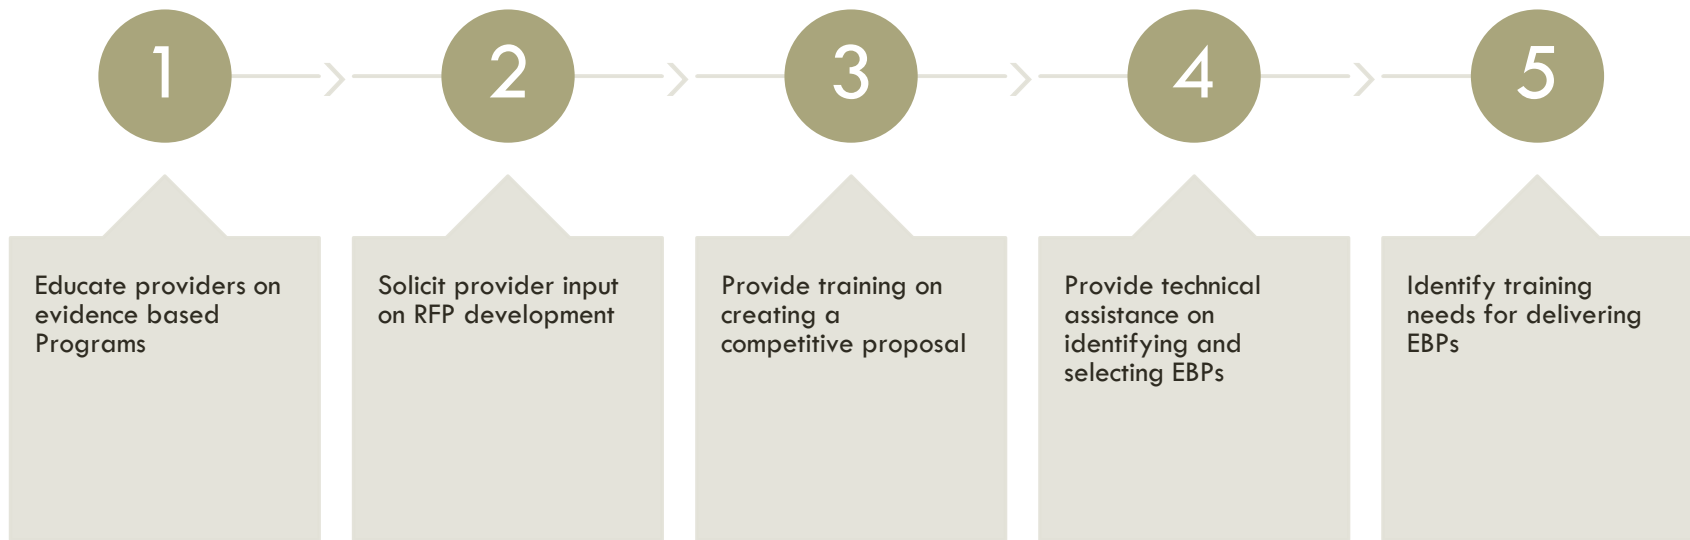 1
2
3
4
5
Educate providers on
evidence based
Programs
Solicit provider input
on RFP development
Provide training on
creating a
competitive proposal
Provide technical
assistance on
identifying and
selecting EBPs
Identify training
needs for delivering
EBPs